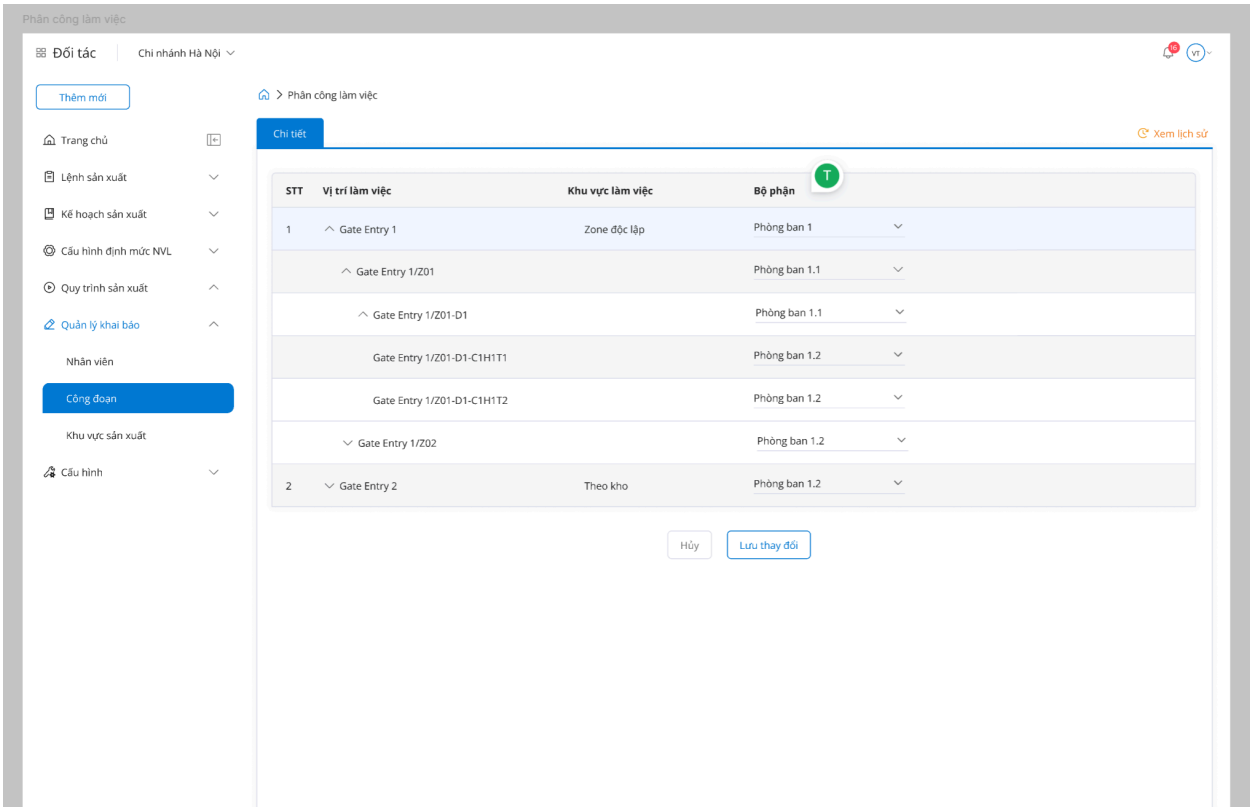 Phân công làm việc
Đối tác Chi nhánh Hà Nội 16 VT
Thêm mới
Phân công làm việc
Trang chủ
Lệnh sản xuất
Kế hoạch sản xuất
Cấu hình định mức NVL
Quy trình sản xuất
Quản lý khai báo
Nhân viên
Công đoạn
Khu vực sản xuất
Cấu hình
Chi tiết Xem lịch sử
T
STT Vị trí làm việc Khu vực làm việc Bộ phận
1 Gate Entry 1 Zone độc lập Phòng ban 1
Gate Entry 1/Z01 Phòng ban 1.1
Gate Entry 1/Z01-D1 Phòng ban 1.1
Gate Entry 1/Z01-D1-C1H1T1 Phòng ban 1.2
Gate Entry 1/Z01-D1-C1H1T2 Phòng ban 1.2
Gate Entry 1/Z02 Phòng ban 1.2
2 Gate Entry 2 Theo kho Phòng ban 1.2
Hủy Lưu thay đổi